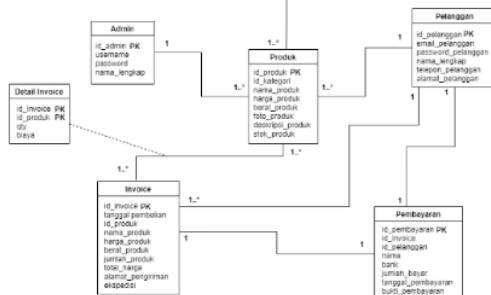 Admin
id_admin PK
username
password
nama_lengkap
1
1..*
1..*
Produk
id_produk PK
id_kategori
nama_produk
harga_produk
berat_produk
foto_produk
deskripsi_produk
stok_produk
1..*
1..*
Pelanggan
id_pelanggan PK
email_pelanggan
password_pelanggan
nama_lengkap
telepon_pelanggan
alamat_pelanggan
1
1
1
Detail Invoice
id_invoice PK
id_produk PK
qty
biaya
1..*
Invoice
id_invoice PK
tanggal pembelian
id_produk
nama_produk
harga_produk
berat_produk
jumlah_produk
total_harga
alamat_pengiriman
ekspedisi
1..*
1
1
1
Pembayaran
id_pembayaran PK
id_invoice
id_pelanggan
nama
bank
jumlah_bayar
tanggal_pembayaran
bukti_pembayaran